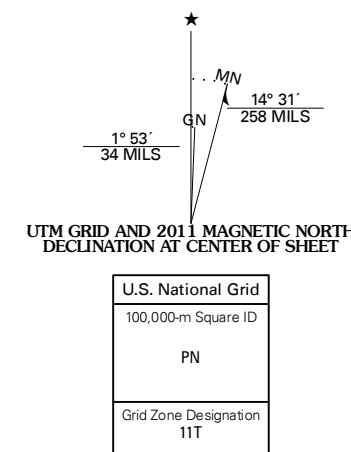 ★
MN
GN
14° 31´
258 MILS
1° 53´
34 MILS
UTM GRID AND 2011 MAGNETIC NORTH
DECLINATION AT CENTER OF SHEET
U.S. National Grid
100,000-m Square ID
PN
Grid Zone Designation
11T